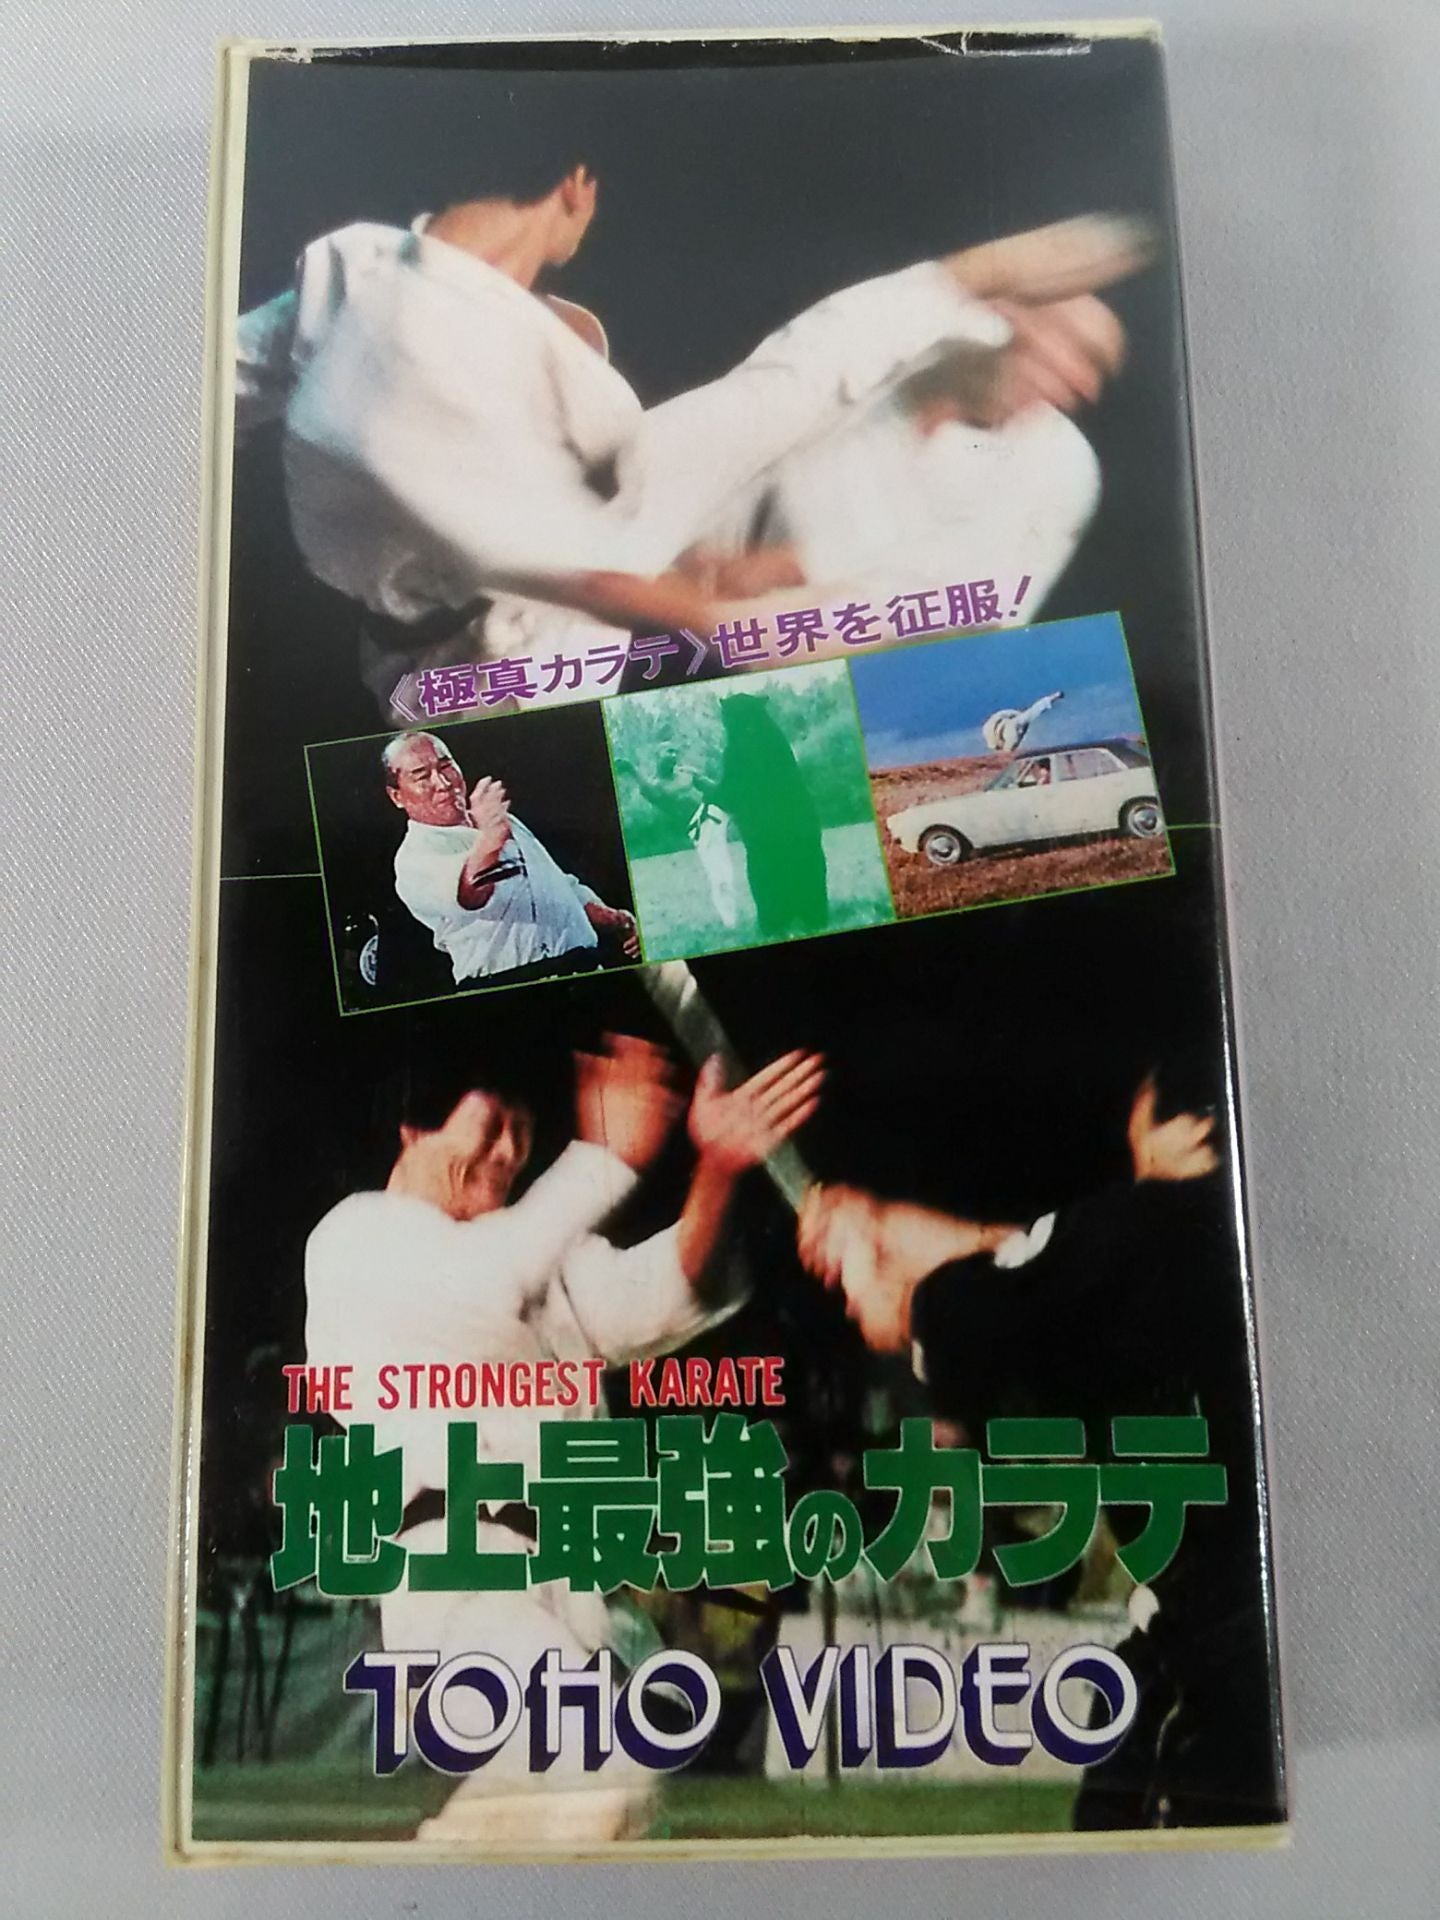 《極真カラテ》世界を征服!
THE STRONGEST KARATE
地上最強のカラテ
TOHO VIDEO